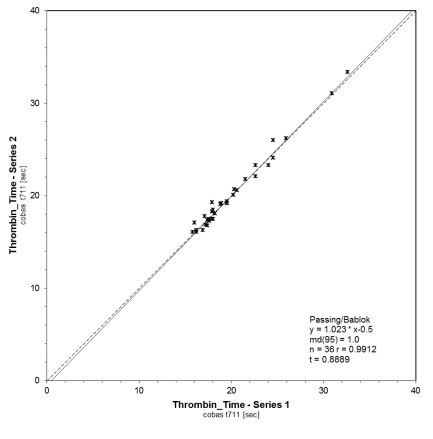 40
30
20
10
0
Thrombin_Time - Series 2
cobas t711 [sec]
Passing/Bablok
y = 1.023 * x-0.5
md(95) = 1.0
n = 36 r = 0.9912
t = 0.8889
0 10 20 30 40
Thrombin_Time - Series 1
cobas t711 [sec]